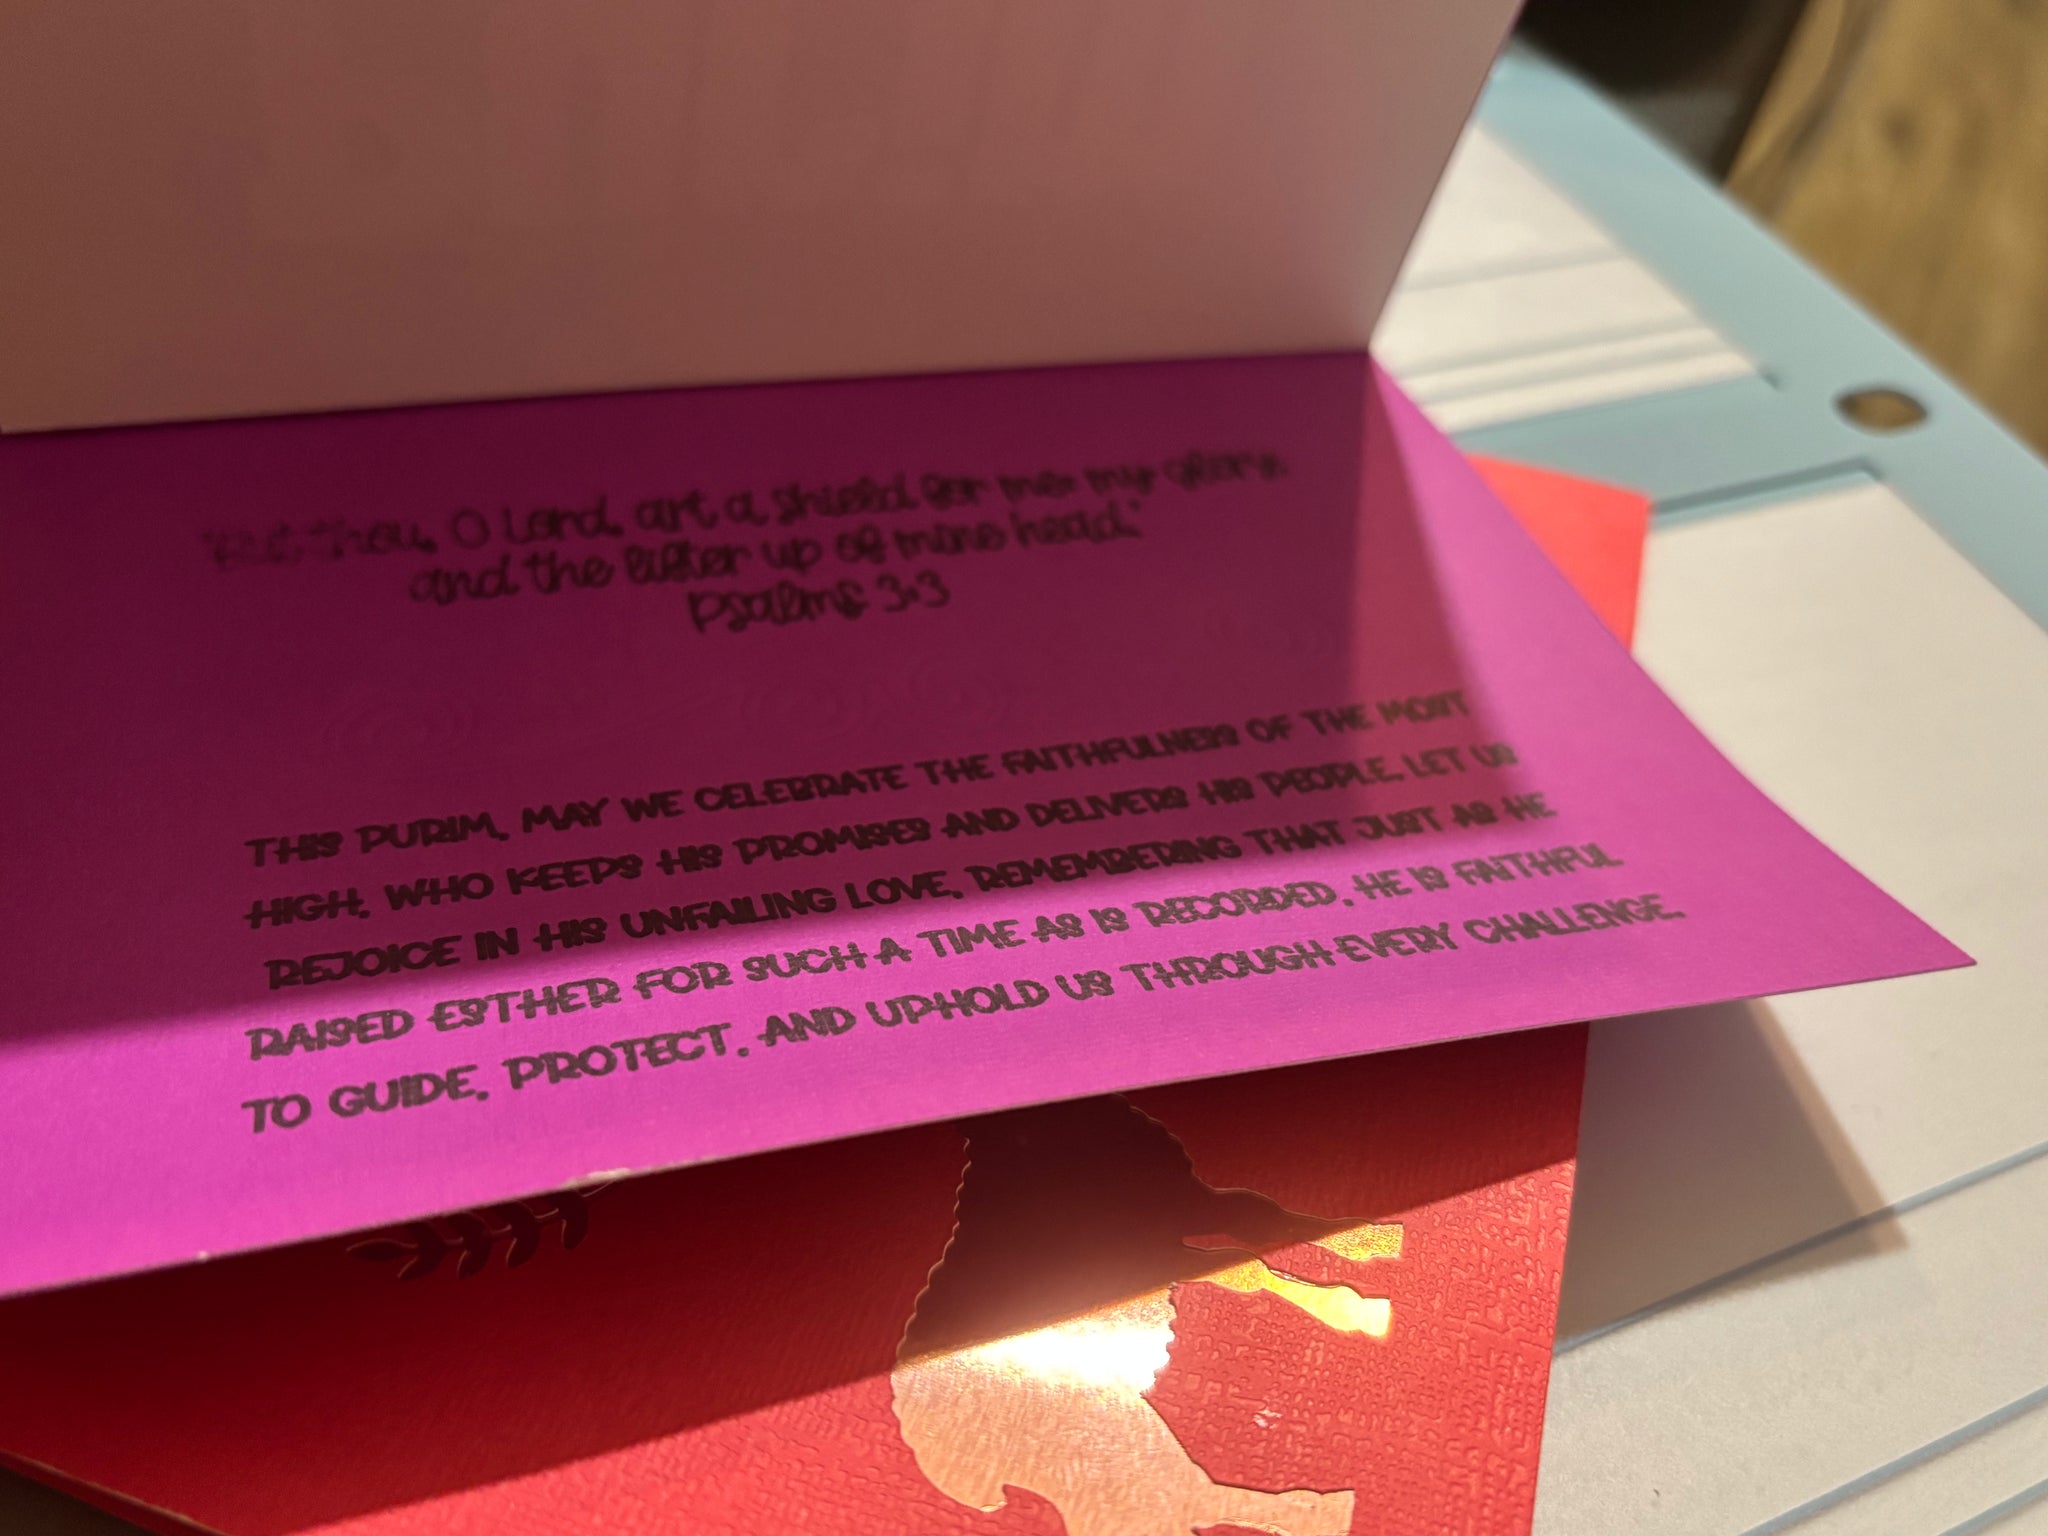 But thou, O Lord, art a shield for me; my glory,
and the lifter up of mine head."
Psalms 3:3
THIS PURIM, MAY WE CELEBRATE THE FAITHFULNESS OF THE MOST
HIGH, WHO KEEPS HIS PROMISES AND DELIVERS HIS PEOPLE. LET US
REJOICE IN HIS UNFAILING LOVE, REMEMBERING THAT JUST AS HE
RAISED ESTHER FOR SUCH A TIME AS IS RECORDED, HE IS FAITHFUL
TO GUIDE, PROTECT, AND UPHOLD US THROUGH EVERY CHALLENGE.